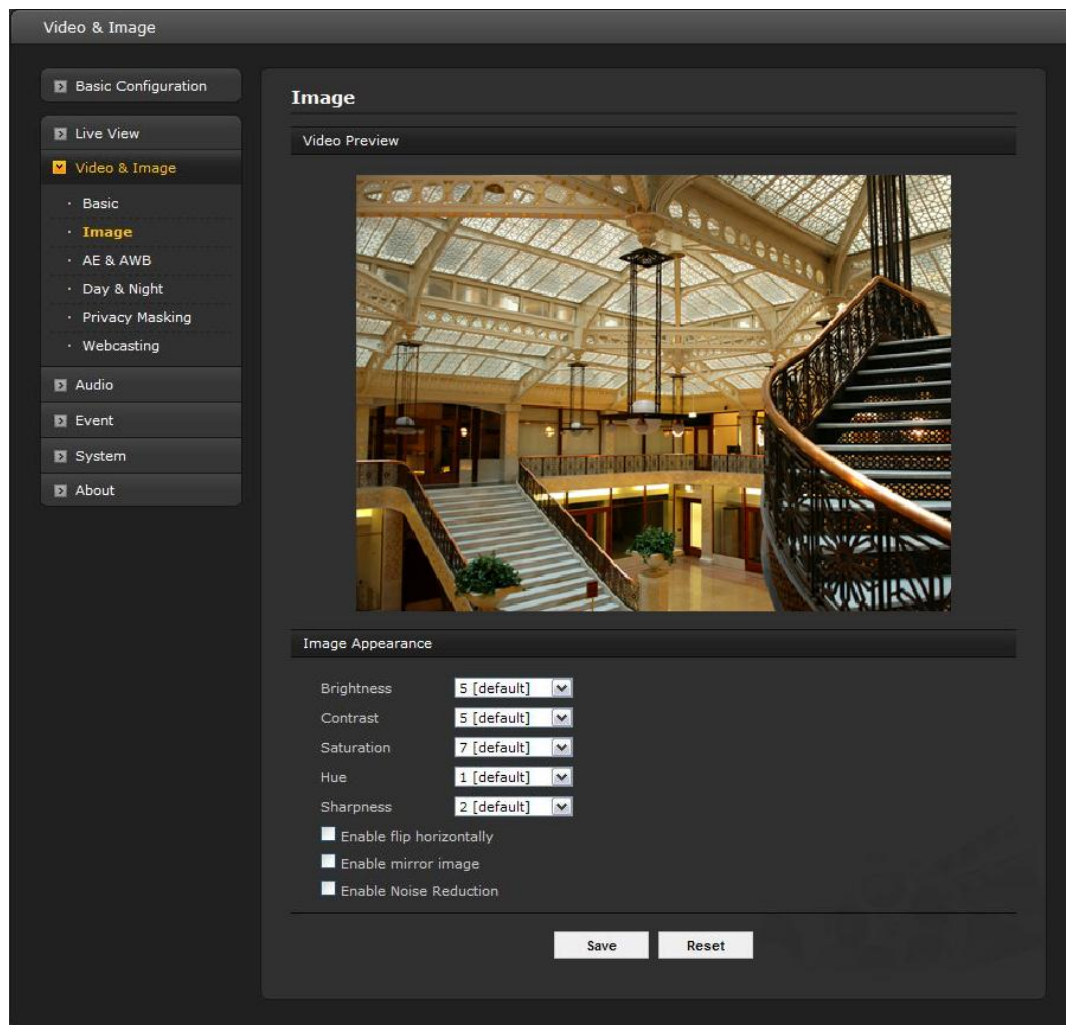 Video & Image
Basic Configuration
Live View
Video & Image
· Basic
· Image
· AE & AWB
· Day & Night
· Privacy Masking
· Webcasting
Audio
Event
System
About
Image
Video Preview
Image Appearance
Brightness 5 [default]
Contrast 5 [default]
Saturation 7 [default]
Hue 1 [default]
Sharpness 2 [default]
Enable flip horizontally
Enable mirror image
Enable Noise Reduction
Save Reset